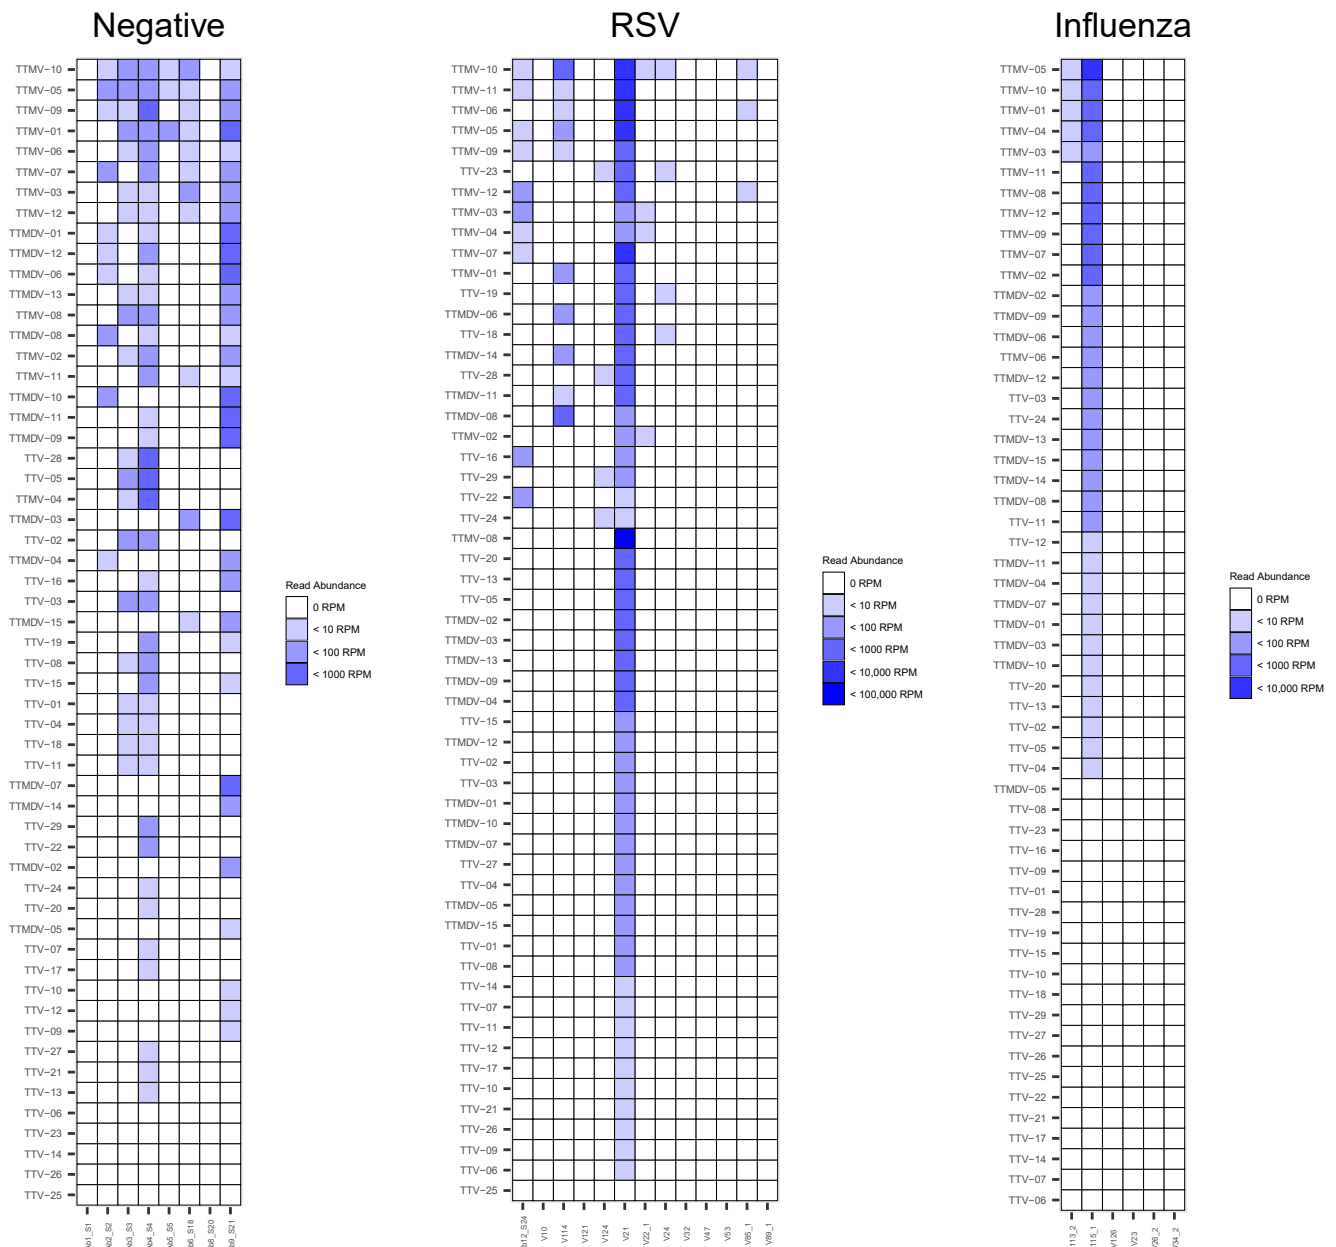 Negative
TTMV−10
TTMV−05
TTMV−09
TTMV−01
TTMV−06
TTMV−07
TTMV−03
TTMV−12
TTMDV−01
TTMDV−12
TTMDV−06
TTMDV−13
TTMV−08
TTMDV−08
TTMV−02
TTMV−11
TTMDV−10
TTMDV−11
TTMDV−09
TTV−28
TTV−05
TTMV−04
TTMDV−03
TTV−02
TTMDV−04
TTV−16
TTV−03
TTMDV−15
TTV−19
TTV−08
TTV−15
TTV−01
TTV−04
TTV−18
TTV−11
TTMDV−07
TTMDV−14
TTV−29
TTV−22
TTMDV−02
TTV−24
TTV−20
TTMDV−05
TTV−07
TTV−17
TTV−10
TTV−12
TTV−09
TTV−27
TTV−21
TTV−13
TTV−06
TTV−23
TTV−14
TTV−26
TTV−25
b1_S1
b2_S2
b3_S3
b4_S4
b5_S5
b6_S18
b8_S20
b9_S21
Read Abundance
0 RPM
< 10 RPM
< 100 RPM
< 1000 RPM
RSV
TTMV−10
TTMV−11
TTMV−06
TTMV−05
TTMV−09
TTV−23
TTMV−12
TTMV−03
TTMV−04
TTMV−07
TTMV−01
TTV−19
TTMDV−06
TTV−18
TTMDV−14
TTV−28
TTMDV−11
TTMDV−08
TTMV−02
TTV−16
TTV−29
TTV−22
TTV−24
TTMV−08
TTV−20
TTV−13
TTV−05
TTMDV−02
TTMDV−03
TTMDV−13
TTMDV−09
TTMDV−04
TTV−15
TTMDV−12
TTV−02
TTV−03
TTMDV−01
TTMDV−10
TTMDV−07
TTV−27
TTV−04
TTMDV−05
TTMDV−15
TTV−01
TTV−08
TTV−14
TTV−07
TTV−11
TTV−12
TTV−17
TTV−10
TTV−21
TTV−26
TTV−09
TTV−06
TTV−25
b12_S24
V10
V114
V121
V124
V21
V22_1
V24
V32
V47
V53
V85_1
V89_1
Read Abundance
0 RPM
< 10 RPM
< 100 RPM
< 1000 RPM
< 10,000 RPM
< 100,000 RPM
Influenza
TTMV−05
TTMV−10
TTMV−01
TTMV−04
TTMV−03
TTMV−11
TTMV−08
TTMV−12
TTMV−09
TTMV−07
TTMV−02
TTMDV−02
TTMDV−09
TTMDV−06
TTMV−06
TTMDV−12
TTV−03
TTV−24
TTMDV−13
TTMDV−15
TTMDV−14
TTMDV−08
TTV−11
TTV−12
TTMDV−11
TTMDV−04
TTMDV−07
TTMDV−01
TTMDV−03
TTMDV−10
TTV−20
TTV−13
TTV−02
TTV−05
TTV−04
TTMDV−05
TTV−08
TTV−23
TTV−16
TTV−09
TTV−01
TTV−28
TTV−19
TTV−15
TTV−10
TTV−18
TTV−29
TTV−27
TTV−26
TTV−25
TTV−22
TTV−21
TTV−17
TTV−14
TTV−07
TTV−06
113_2
115_1
V126
V23
V26_2
V34_2
Read Abundance
0 RPM
< 10 RPM
< 100 RPM
< 1000 RPM
< 10,000 RPM